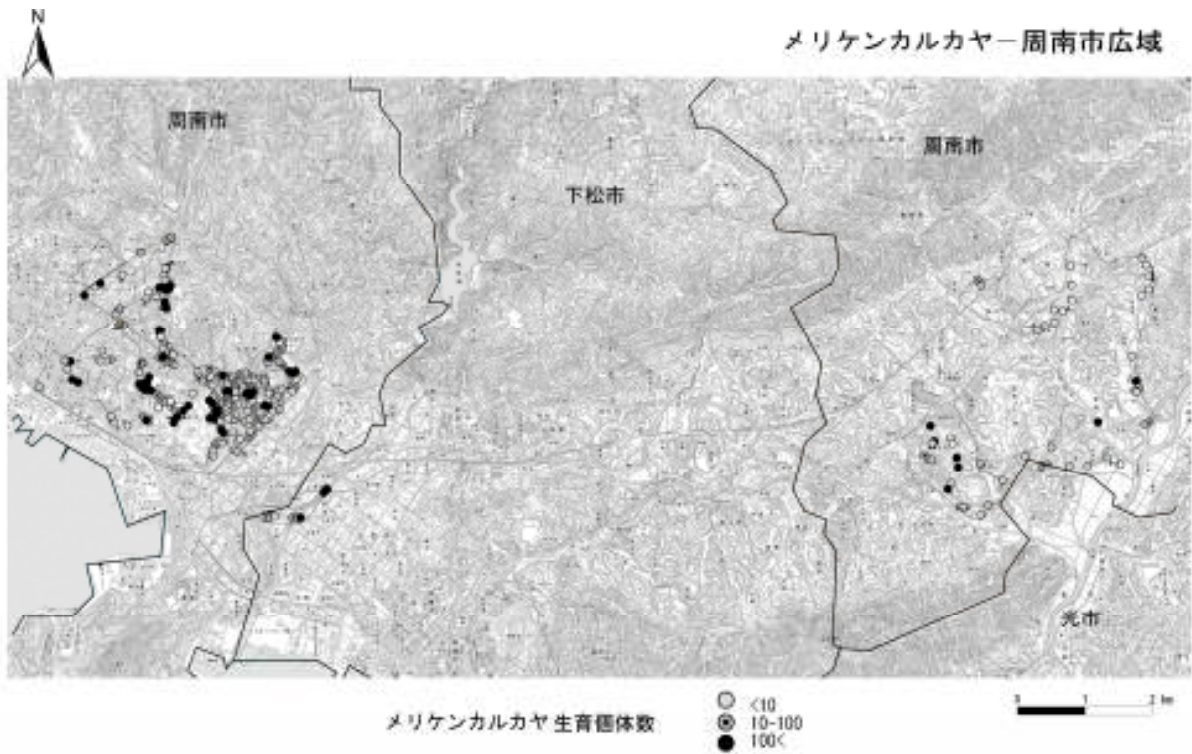 N
メリケンカルカヤー周南市広域
周南市
下松市
周南市
光市
メリケンカルカヤ 生育個体数
<10
10-100
100<
0 1 2 km